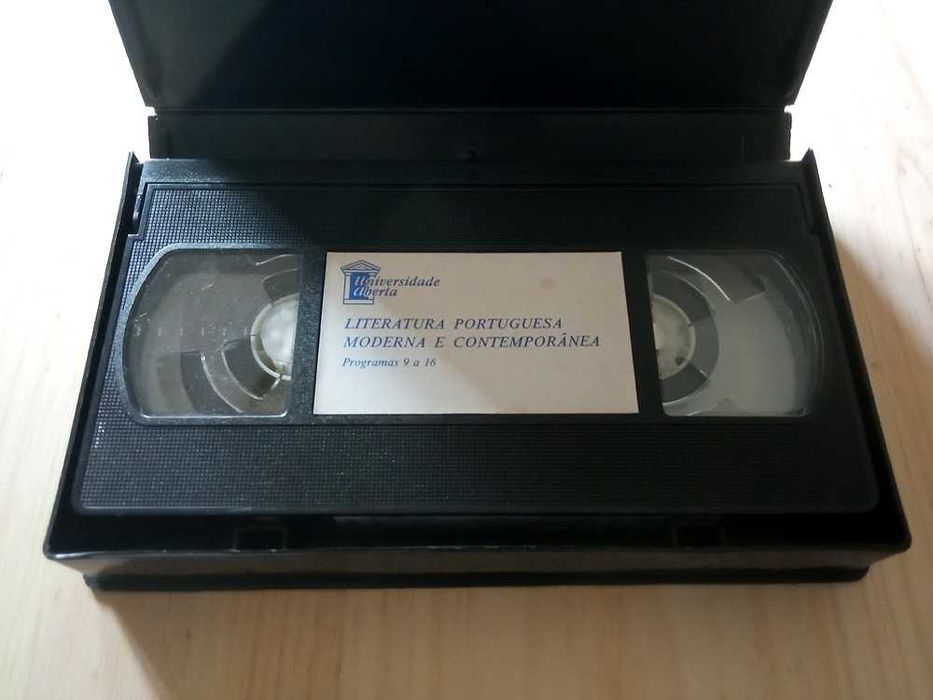 Universidade
Aberta
LITERATURA PORTUGUESA
MODERNA E CONTEMPORÂNEA
Programas 9 a 16